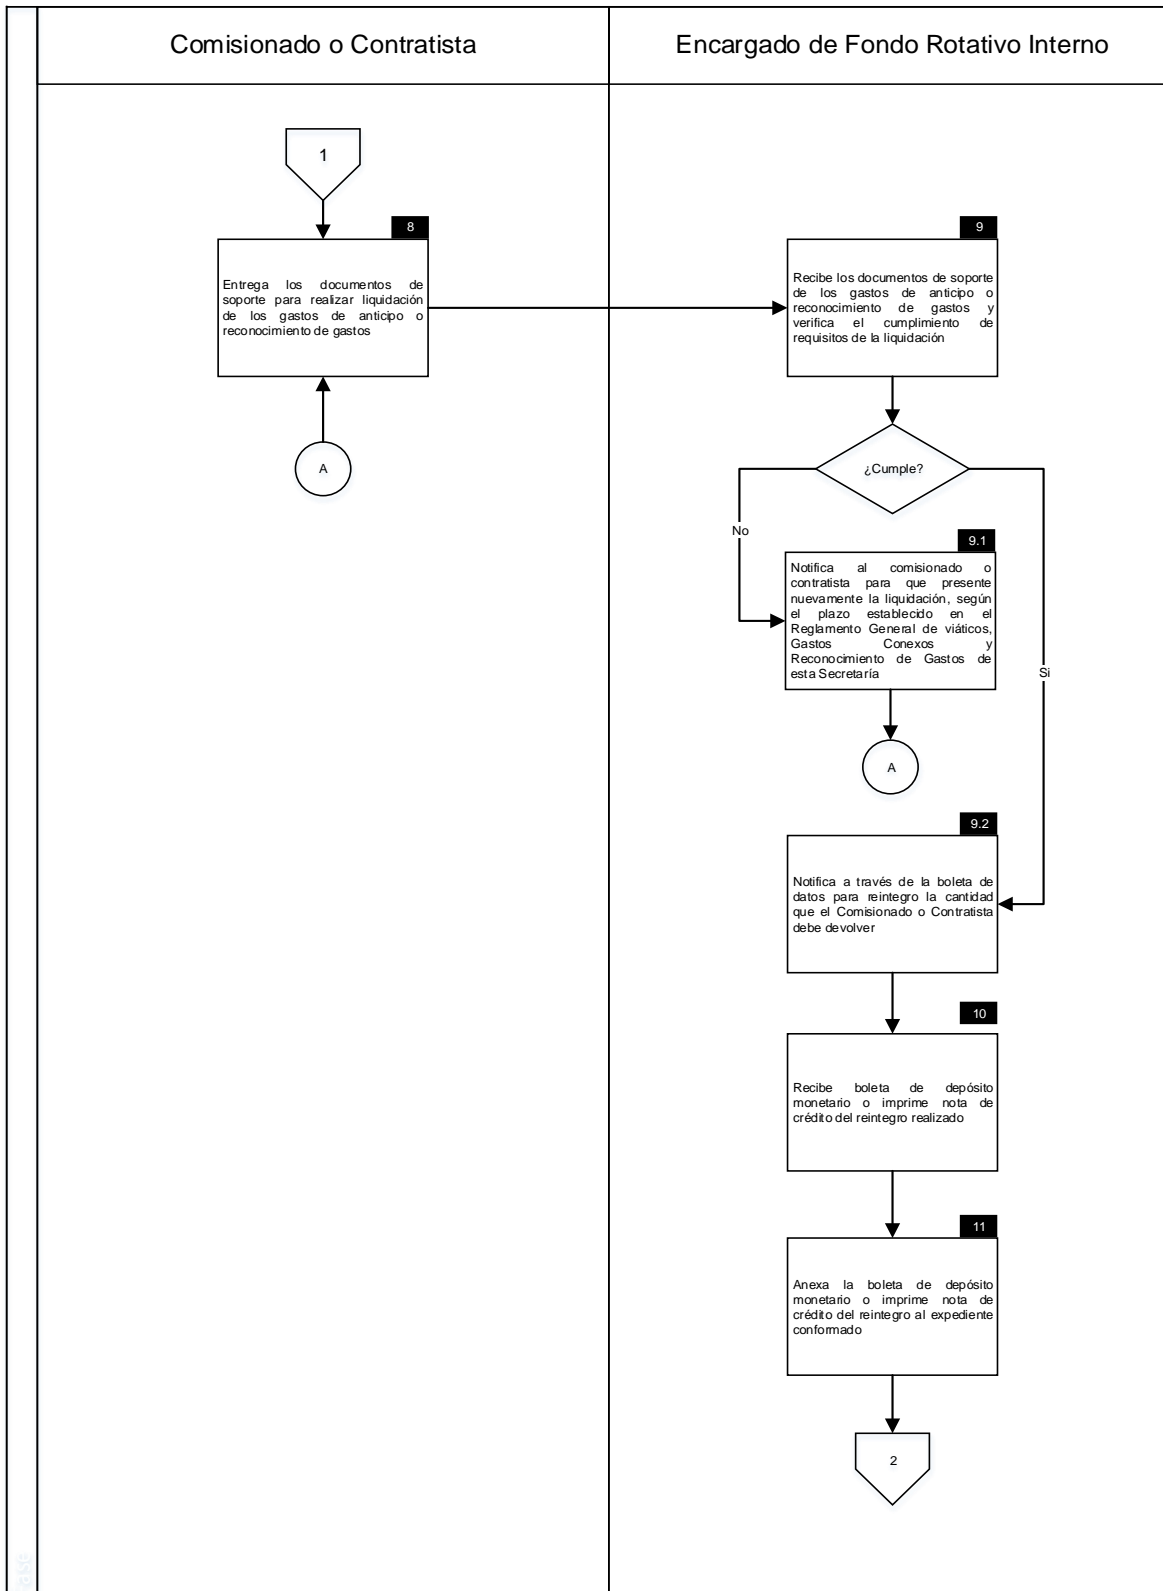 Comisionado o Contratista
Encargado de Fondo Rotativo Interno
1
8
Entrega los documentos de
soporte para realizar liquidación
de los gastos de anticipo o
reconocimiento de gastos
A
9
Recibe los documentos de soporte
de los gastos de anticipo o
reconocimiento de gastos y
verifica el cumplimiento de
requisitos de la liquidación
¿Cumple?
No
Si
9.1
Notifica al comisionado o
contratista para que presente
nuevamente la liquidación, según
el plazo establecido en el
Reglamento General de viáticos,
Gastos Conexos y
Reconocimiento de Gastos de
esta Secretaría
A
9.2
Notifica a través de la boleta de
datos para reintegro la cantidad
que el Comisionado o Contratista
debe devolver
10
Recibe boleta de depósito
monetario o imprime nota de
crédito del reintegro realizado
11
Anexa la boleta de depósito
monetario o imprime nota de
crédito del reintegro al expediente
conformado
2